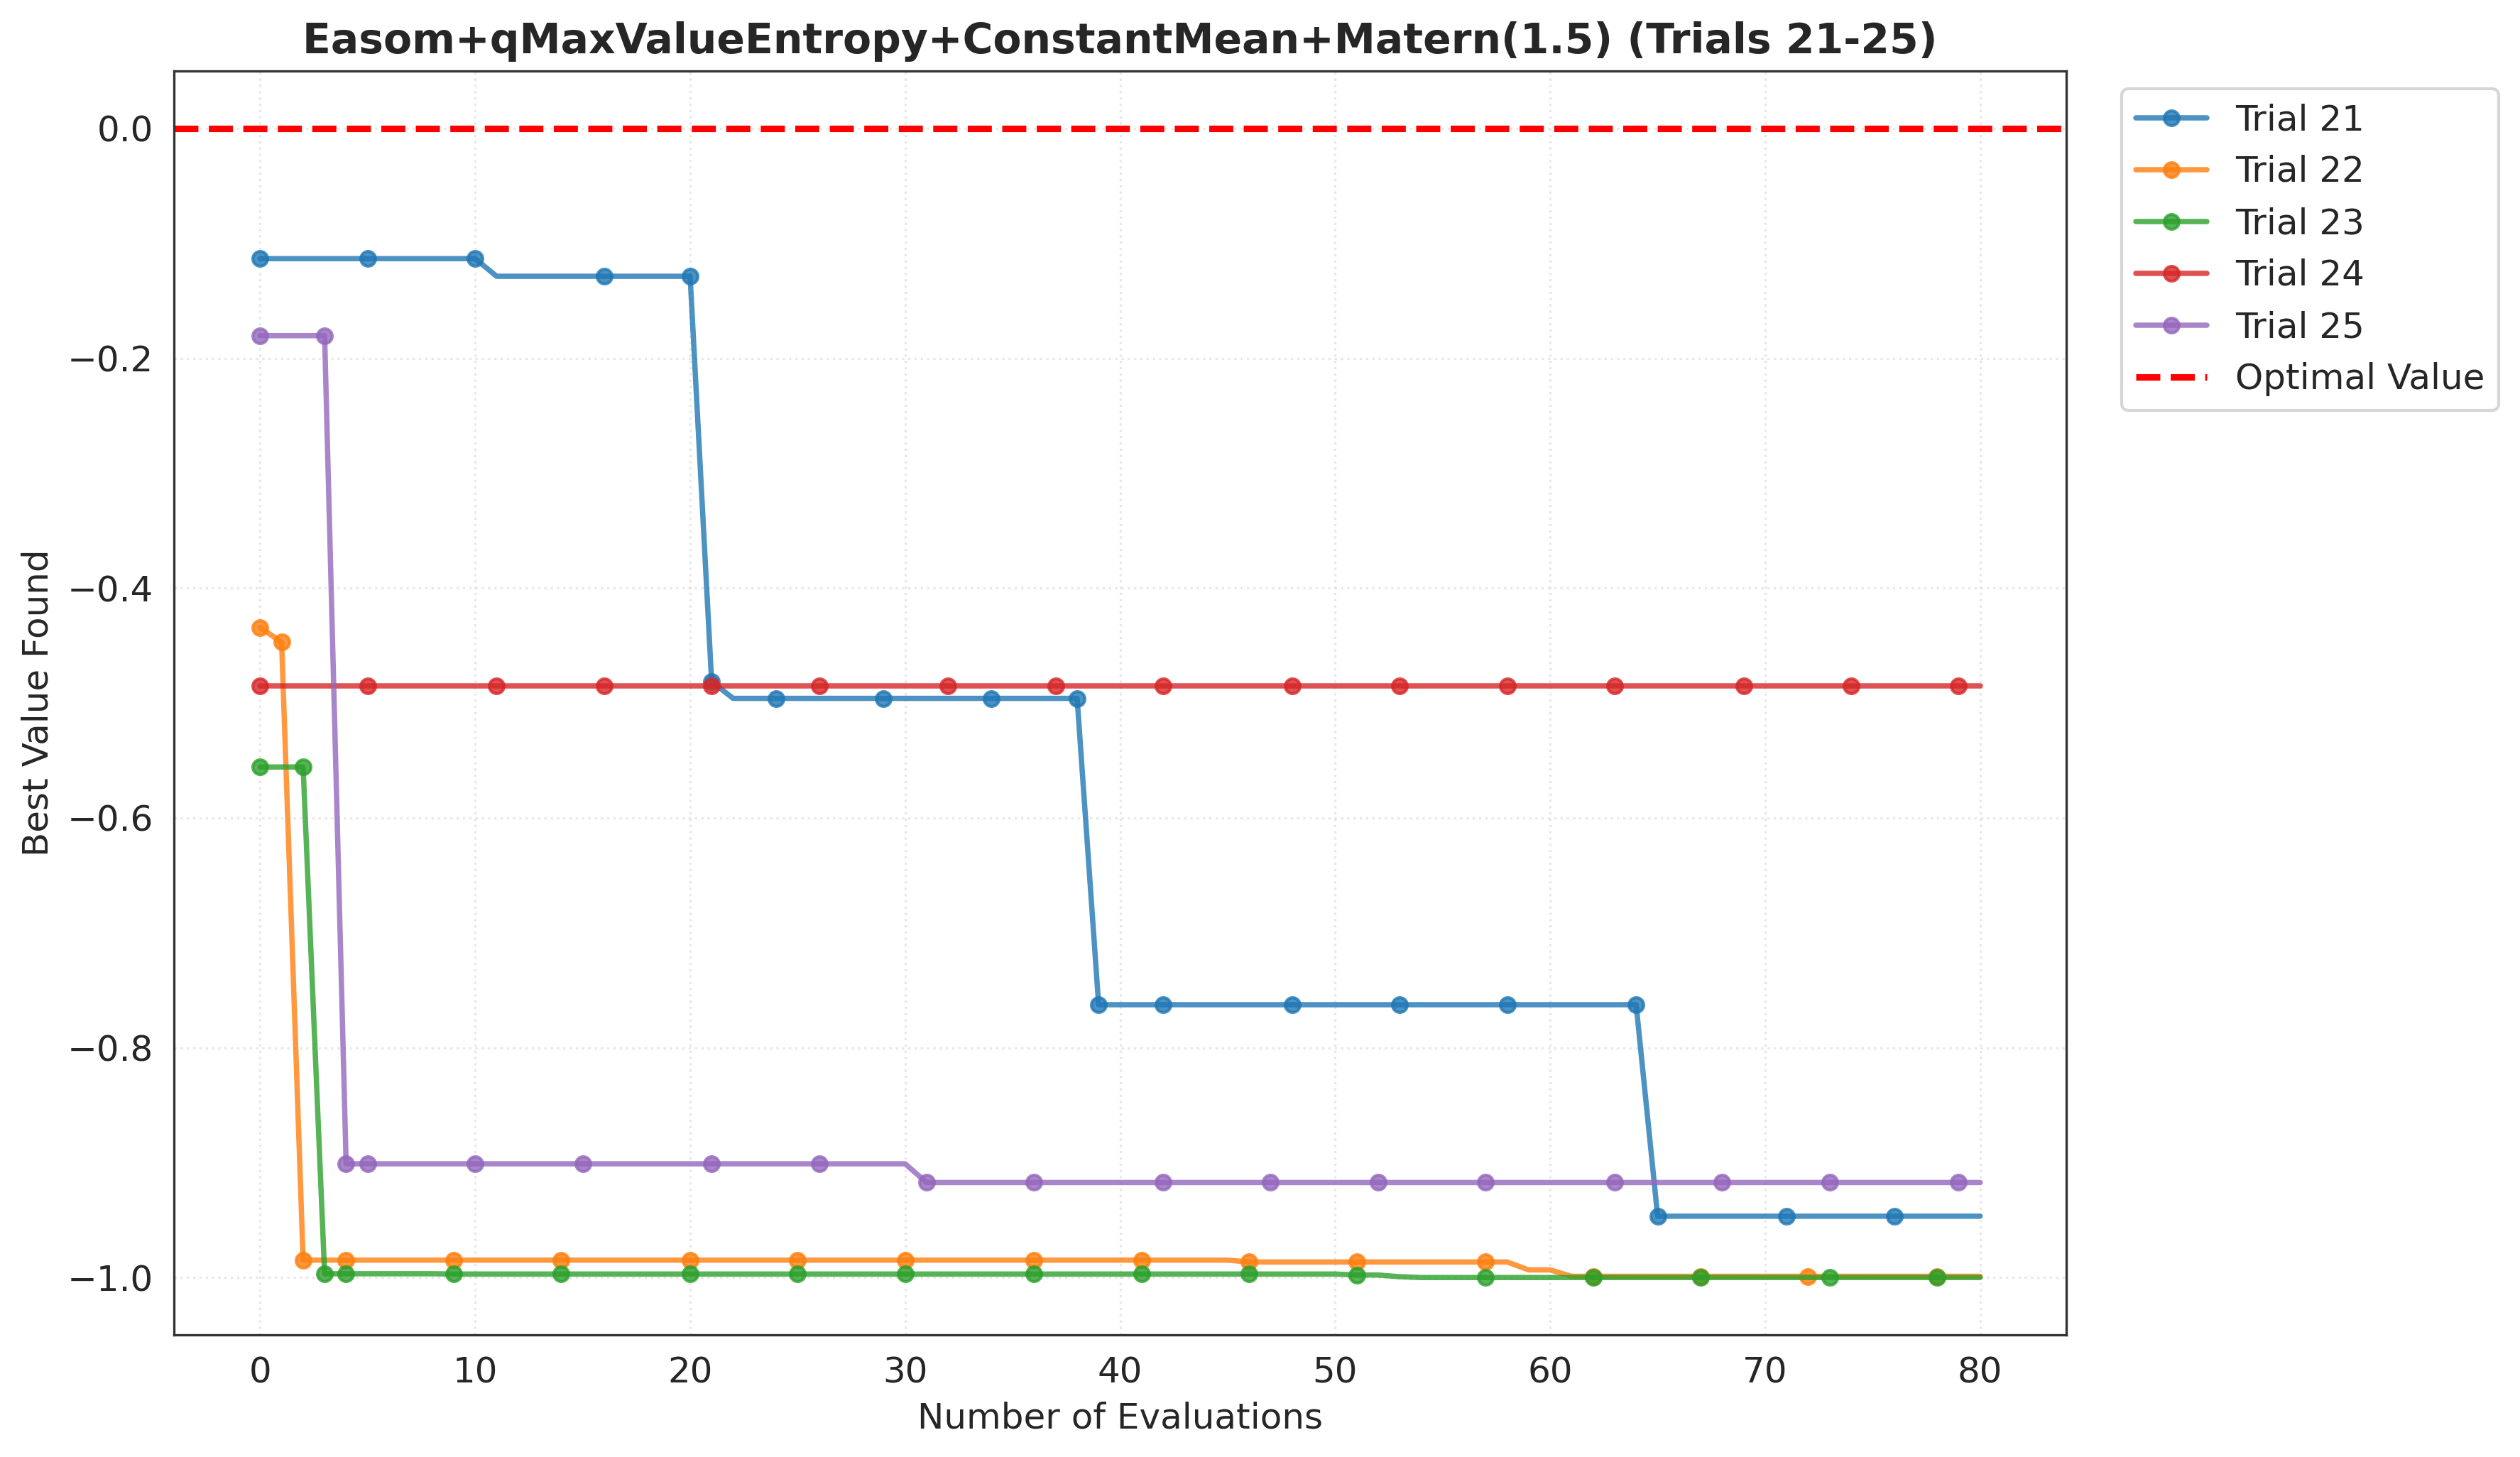 Easom+qMaxValueEntropy+ConstantMean+Matern(1.5) (Trials 21-25)
Trial 21
Trial 22
Trial 23
Trial 24
Trial 25
Optimal Value
Best Value Found
0.0
−0.2
−0.4
−0.6
−0.8
−1.0
0 10 20 30 40 50 60 70 80
Number of Evaluations